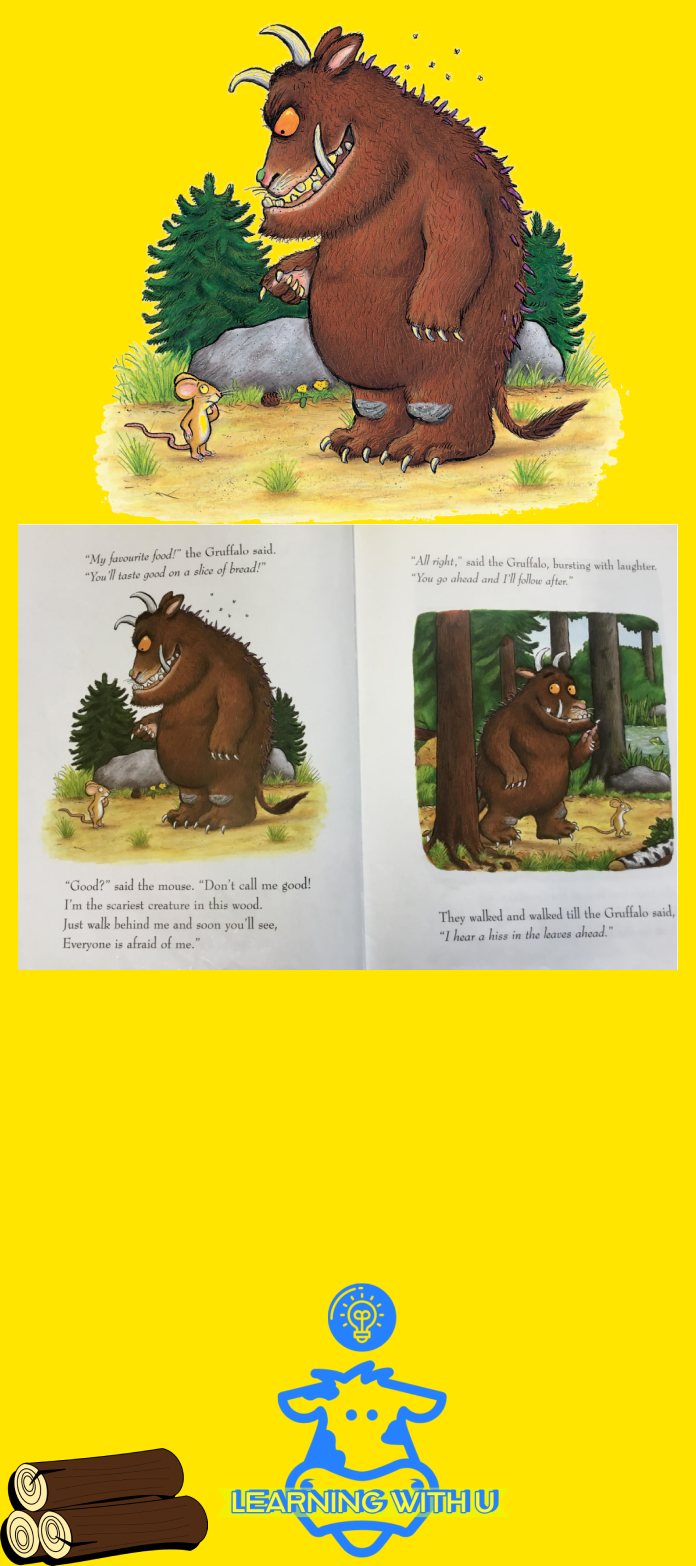 “My favourite food!” the Gruffalo said.
“You’ll taste good on a slice of bread!”
“Good?” said the mouse. “Don’t call me good!
I’m the scariest creature in this wood.
Just walk behind me and soon you’ll see,
Everyone is afraid of me.”
“All right,” said the Gruffalo, bursting with laughter.
“You go ahead and I’ll follow after.”
They walked and walked till the Gruffalo said,
“I hear a hiss in the leaves ahead.”
LEARNING WITH U